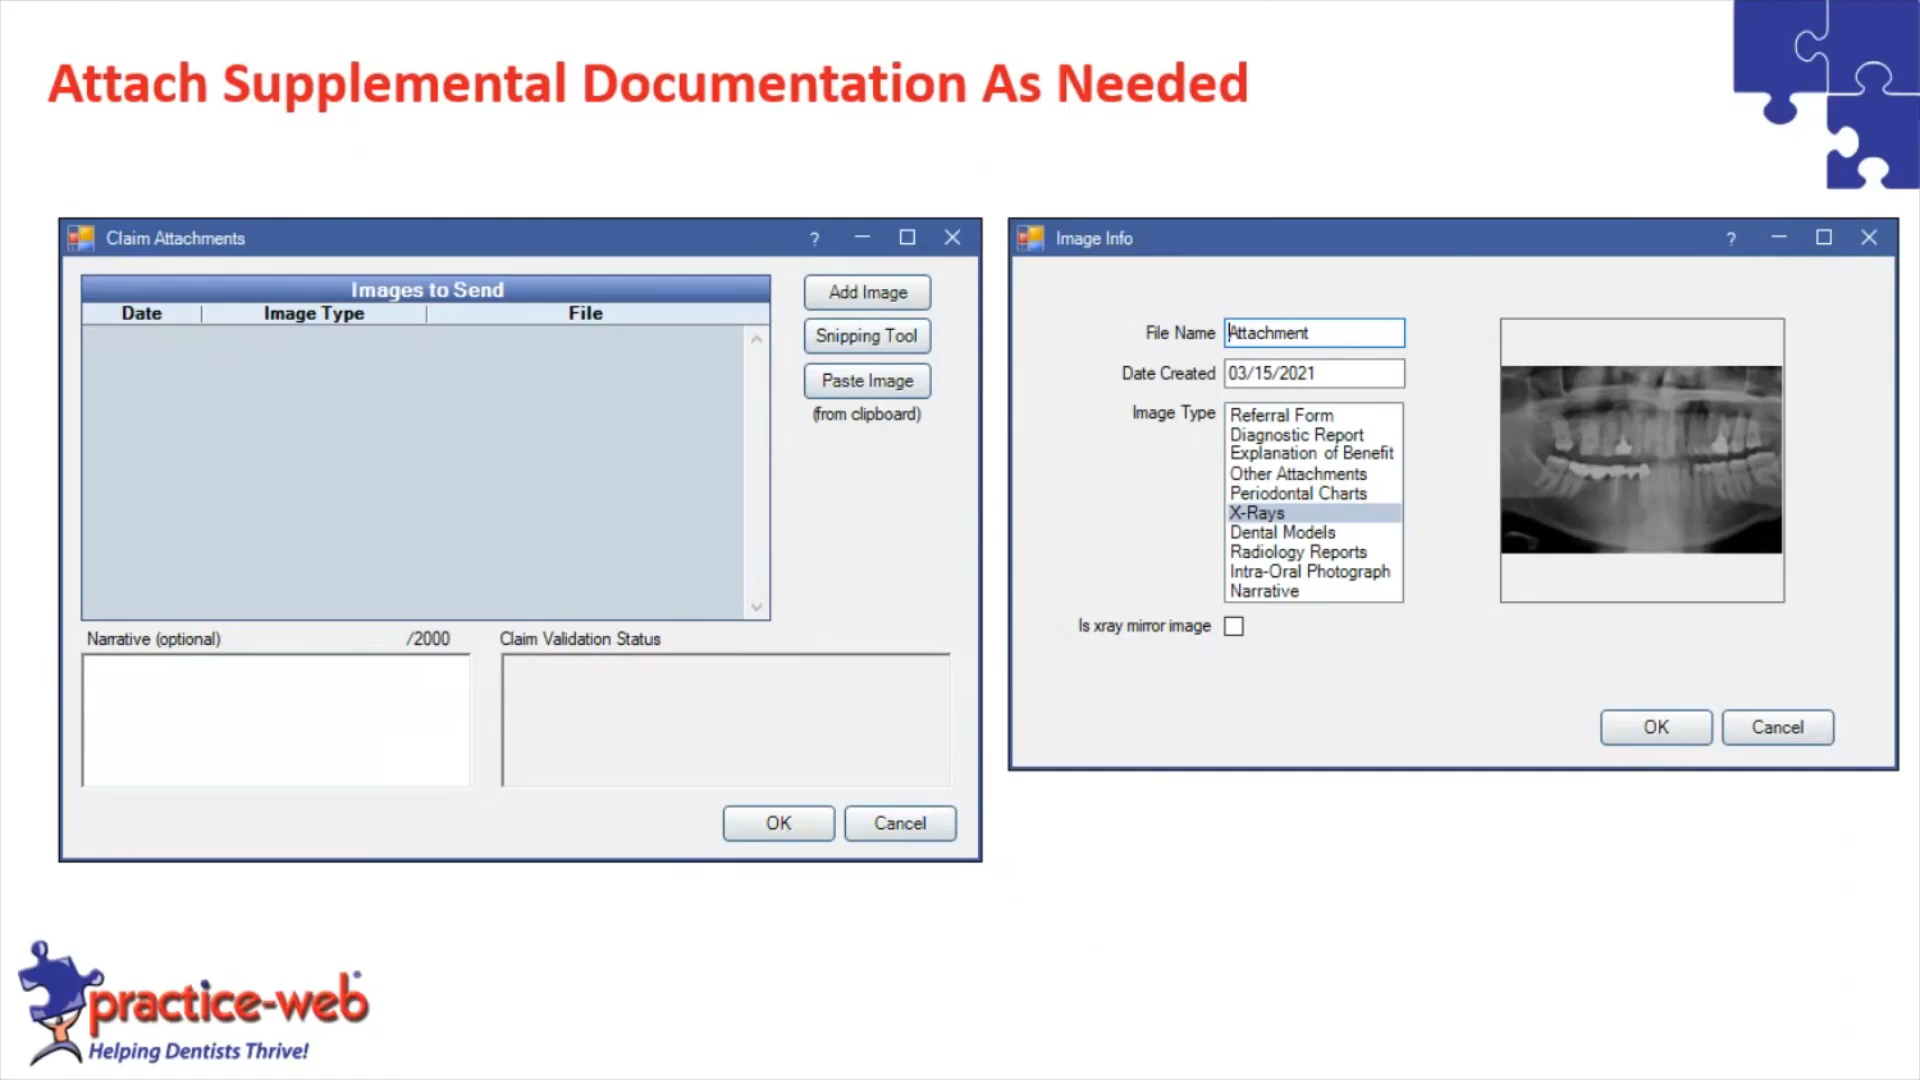 Attach Supplemental Documentation As Needed
Claim Attachments
?
Images to Send
Date Image Type File
Add Image
Snipping Tool
Paste Image
(from clipboard)
Narrative (optional) /2000
Claim Validation Status
OK Cancel
Image Info
?
File Name Attachment
Date Created 03/15/2021
Image Type
Referral Form
Diagnostic Report
Explanation of Benefit
Other Attachments
Periodontal Charts
X-Rays
Dental Models
Radiology Reports
Intra-Oral Photograph
Narrative
Is xray mirror image
OK Cancel
practice-web
Helping Dentists Thrive!